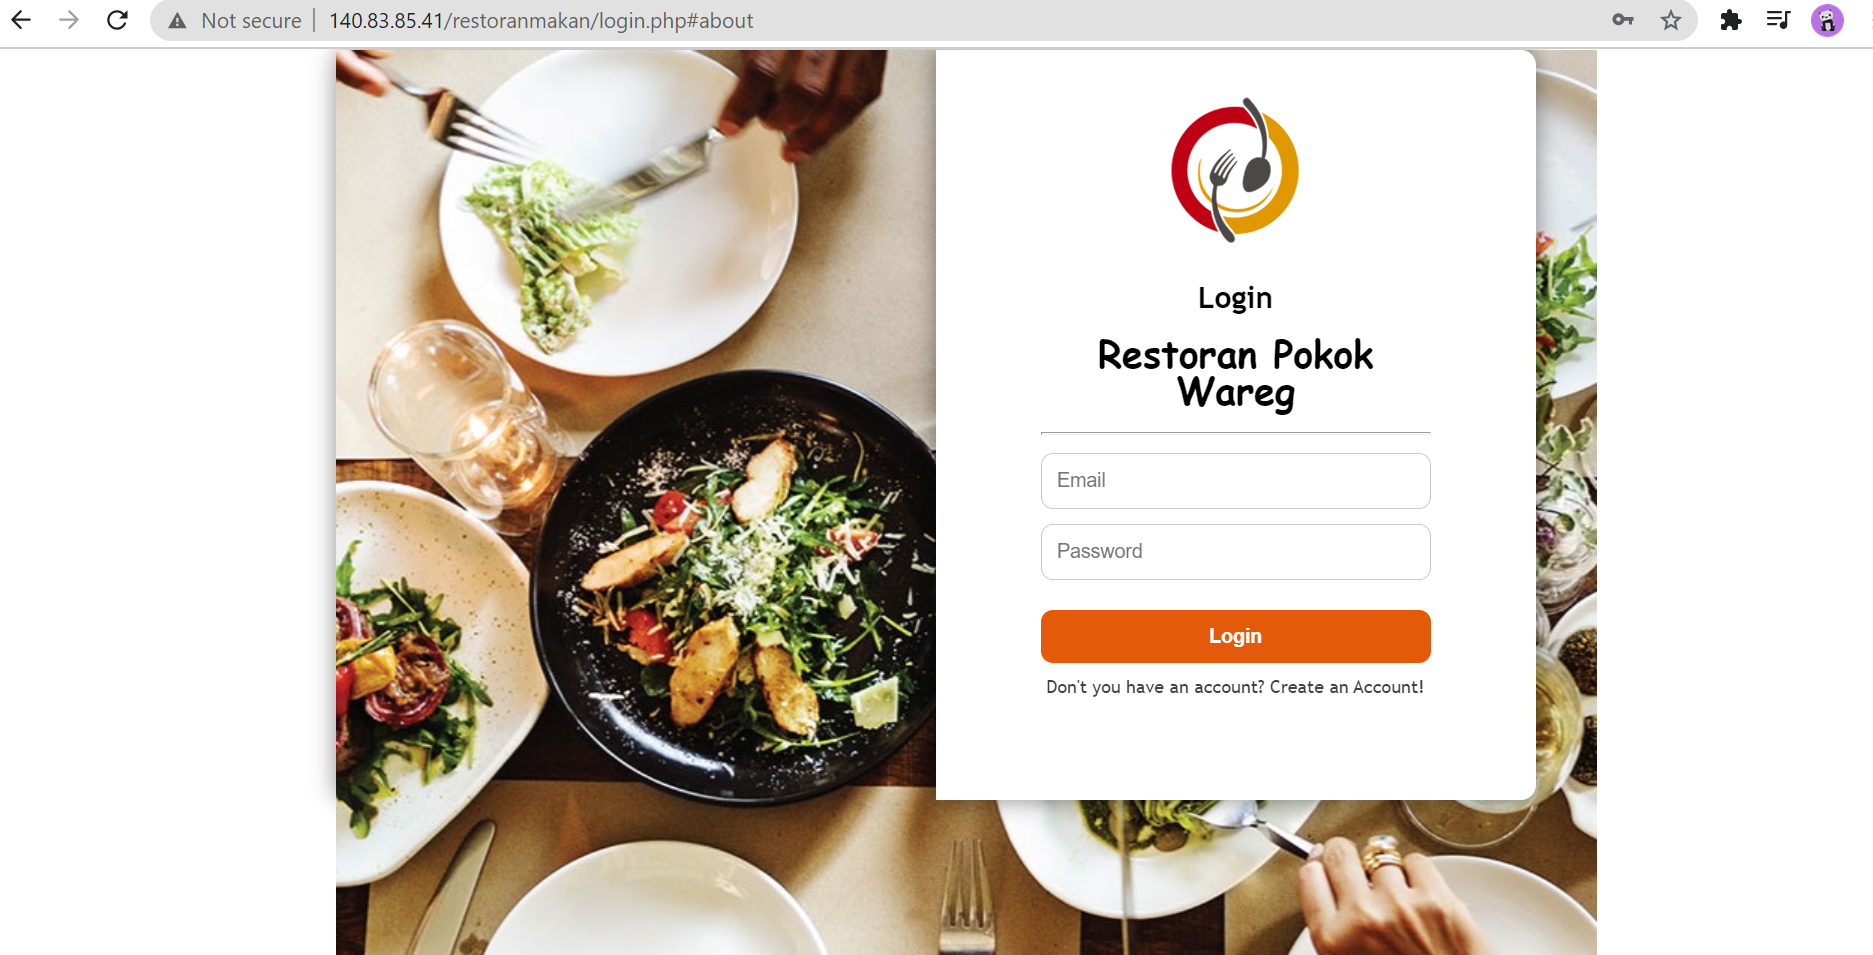 Not secure | 140.83.85.41/restoranmakan/login.php#about
Login
Restoran Pokok
Wareg
Email
Password
Login
Don't you have an account? Create an Account!